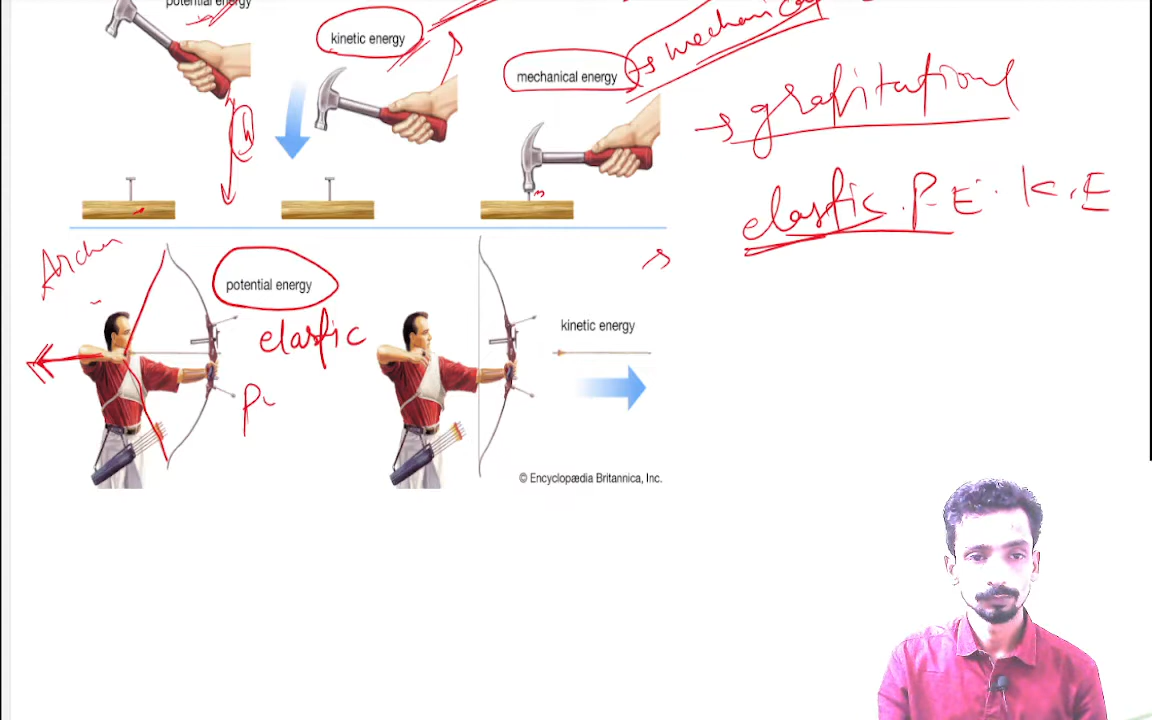 potential energy
kinetic energy
mechanical energy
→ mechanical
→ gravitational
elastic P.E. K.E
Archer
potential energy
elastic
kinetic energy
© Encyclopædia Britannica, Inc.